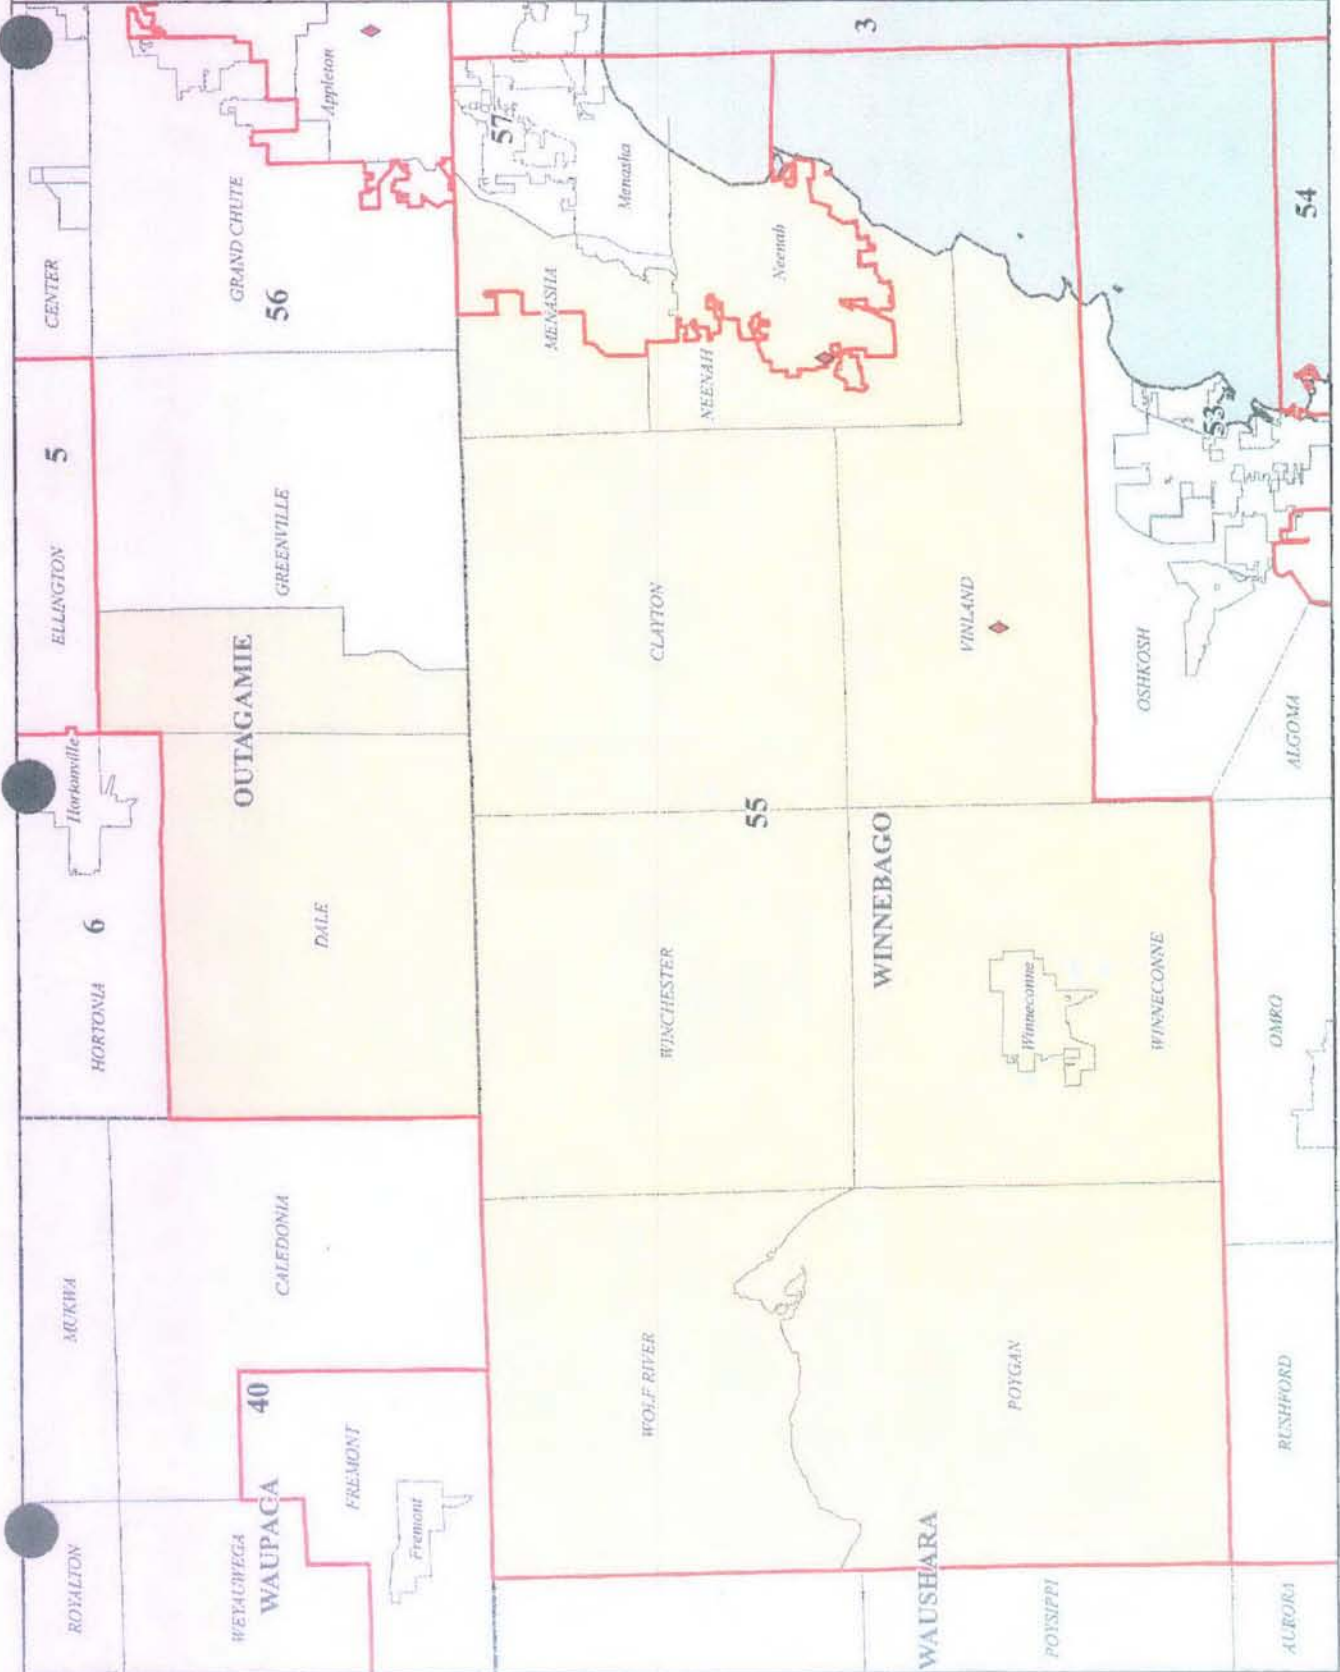 ROYALTON
MUKWA
HORTONIA
6
Hortonville
ELLINGTON
5
CENTER
WEYAUWEGA
WAUPACA
40
CALEDONIA
OUTAGAMIE
GREENVILLE
GRAND CHUTE
56
FREMONT
DALE
Appleton
Fremont
MENASHA
57
Menasha
WOLF RIVER
WINCHESTER
CLAYTON
NEENAH
55
Neenah
WINNEBAGO
3
WAUSHARA
VINLAND
POYSIPPI
POYGAN
Winneconne
WINNECONNE
OSHKOSH
53
AURORA
RUSHFORD
OMRO
ALGOMA
54